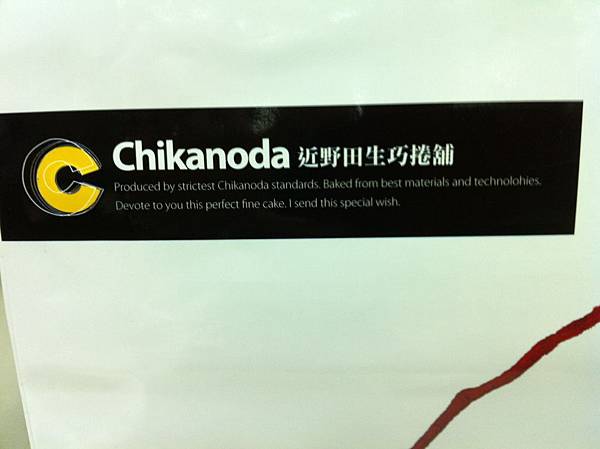 Chikanoda 近野田生巧捲舖
Produced by strictest Chikanoda standards. Baked from best materials and technolohies.
Devote to you this perfect fine cake. I send this special wish.